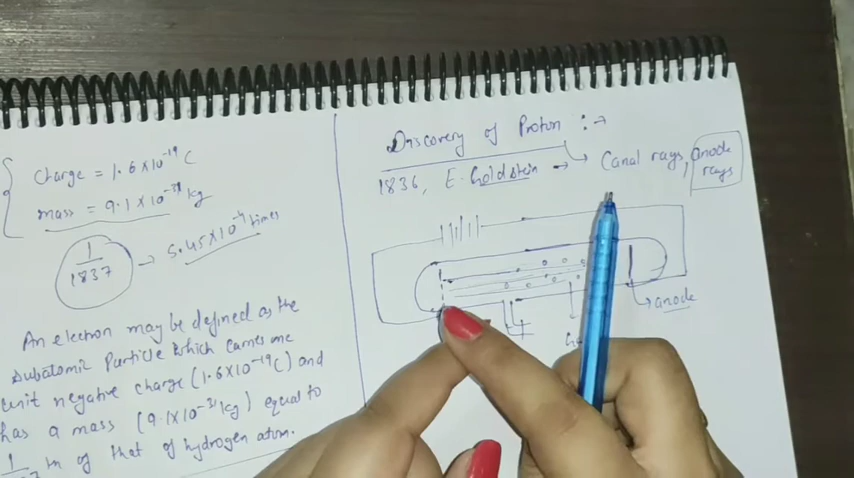 Charge = 1.6×10⁻¹⁹ C
mass = 9.1×10⁻³¹ kg
1/1837 → 5.45×10⁻⁴ times
An electron may be defined as the
subatomic Particle which carries one
unit negative charge (1.6×10⁻¹⁹C) and
has a mass (9.1×10⁻³¹kg) equal to
th of that of hydrogen atom.
Discovery of Proton :→
1836, E. Goldstein → Canal rays, anode rays
anode